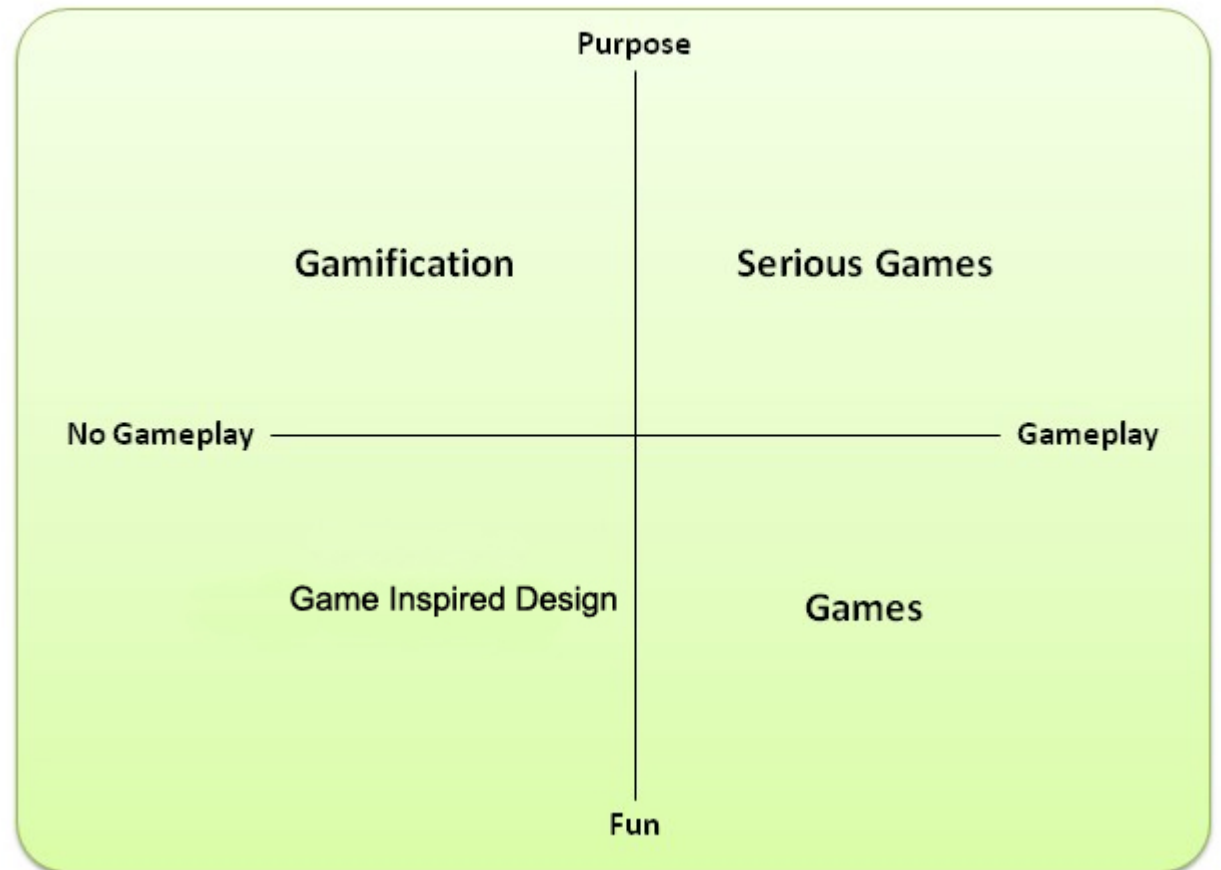 Purpose
Gamification
Serious Games
No Gameplay
Gameplay
Game Inspired Design
Games
Fun